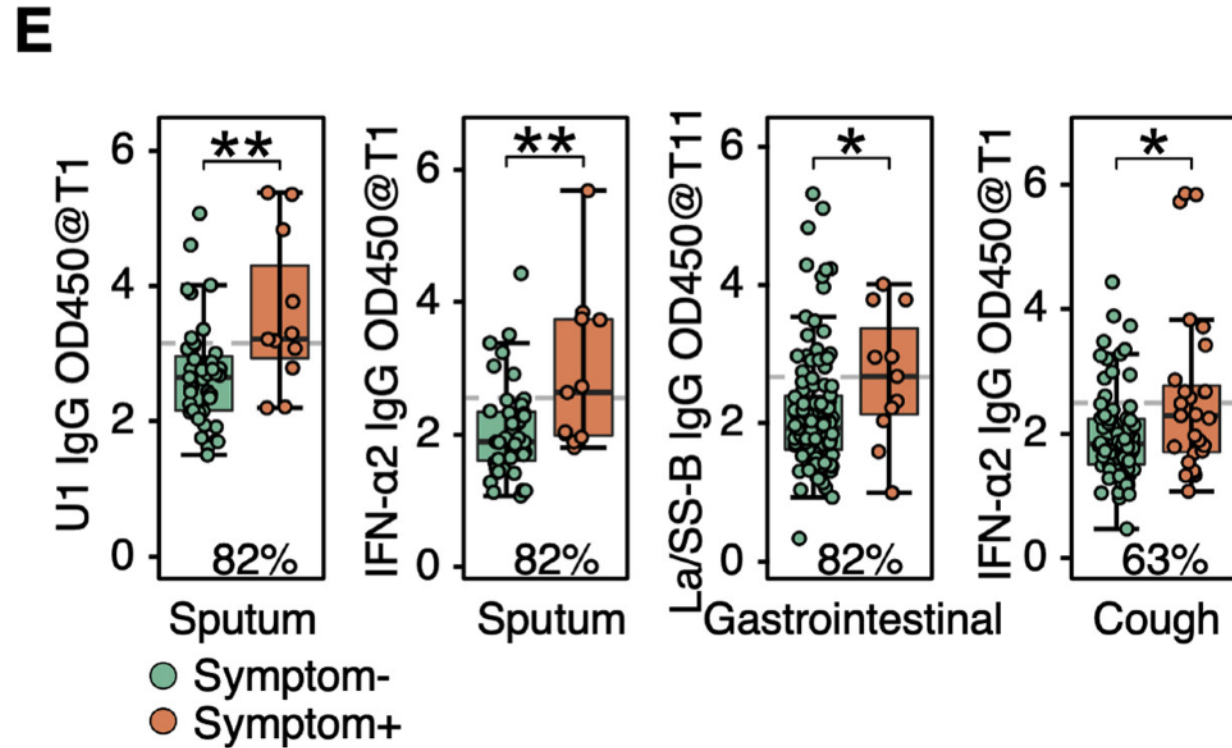 E
U1 IgG OD450@T1
6
4
2
0
**
82%
Sputum
IFN-α2 IgG OD450@T1
6
4
2
0
**
82%
Sputum
La/SS-B IgG OD450@T11
6
4
2
0
*
82%
Gastrointestinal
IFN-α2 IgG OD450@T1
6
4
2
0
*
63%
Cough
Symptom-
Symptom+